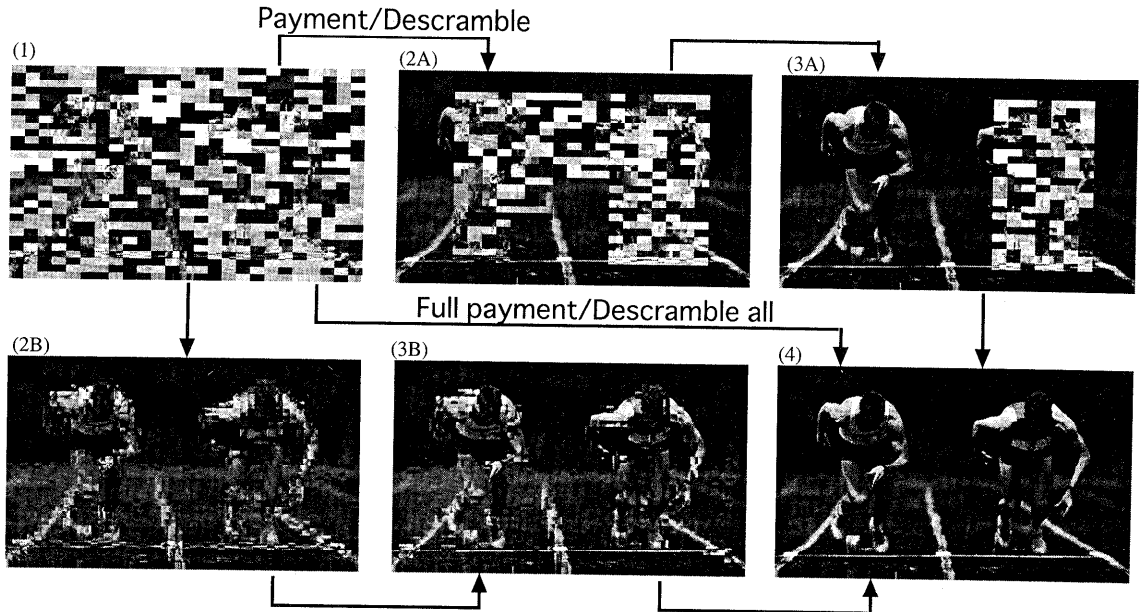 Payment/Descramble
(1)
(2A)
(3A)
Full payment/Descramble all
(2B)
(3B)
(4)